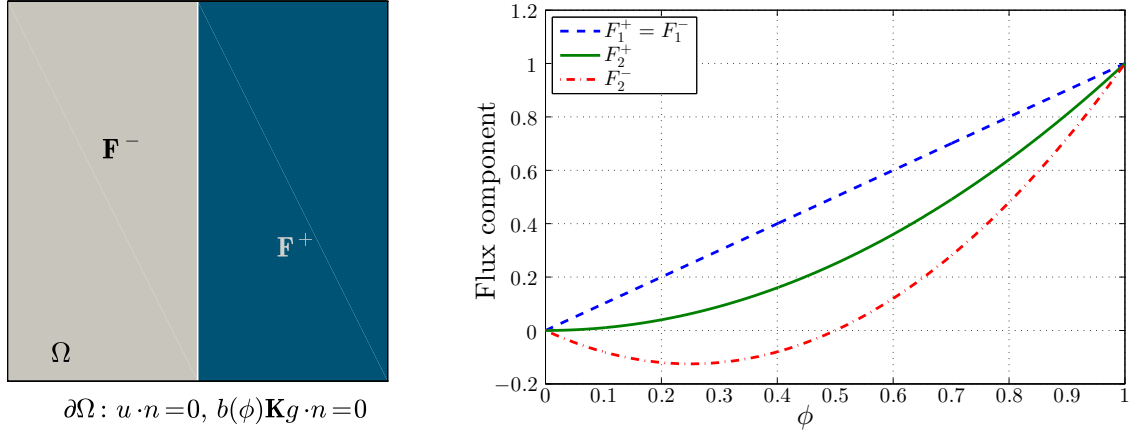 F⁻
F⁺
Ω
∂Ω: u·n=0, b(ϕ)Kg·n=0
Flux component
1.2
1
0.8
0.6
0.4
0.2
0
−0.2
F₁⁺ = F₁⁻
F₂⁺
F₂⁻
0 0.1 0.2 0.3 0.4 0.5 0.6 0.7 0.8 0.9 1
ϕ